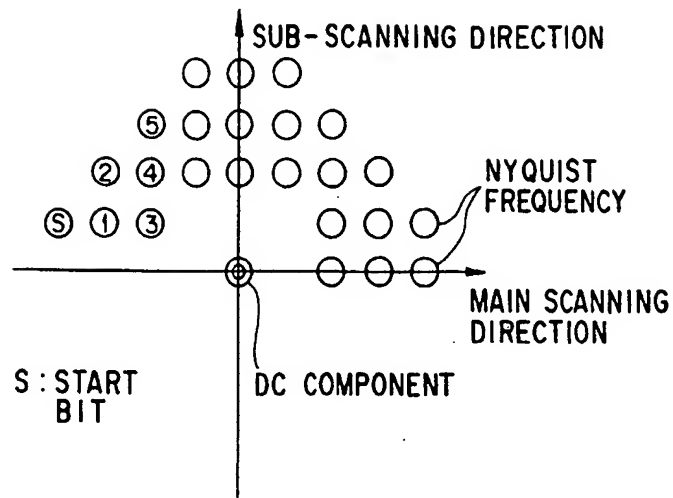 SUB-SCANNING DIRECTION
5
2 4
S 1 3
NYQUIST
FREQUENCY
MAIN SCANNING
DIRECTION
S : START
BIT
DC COMPONENT